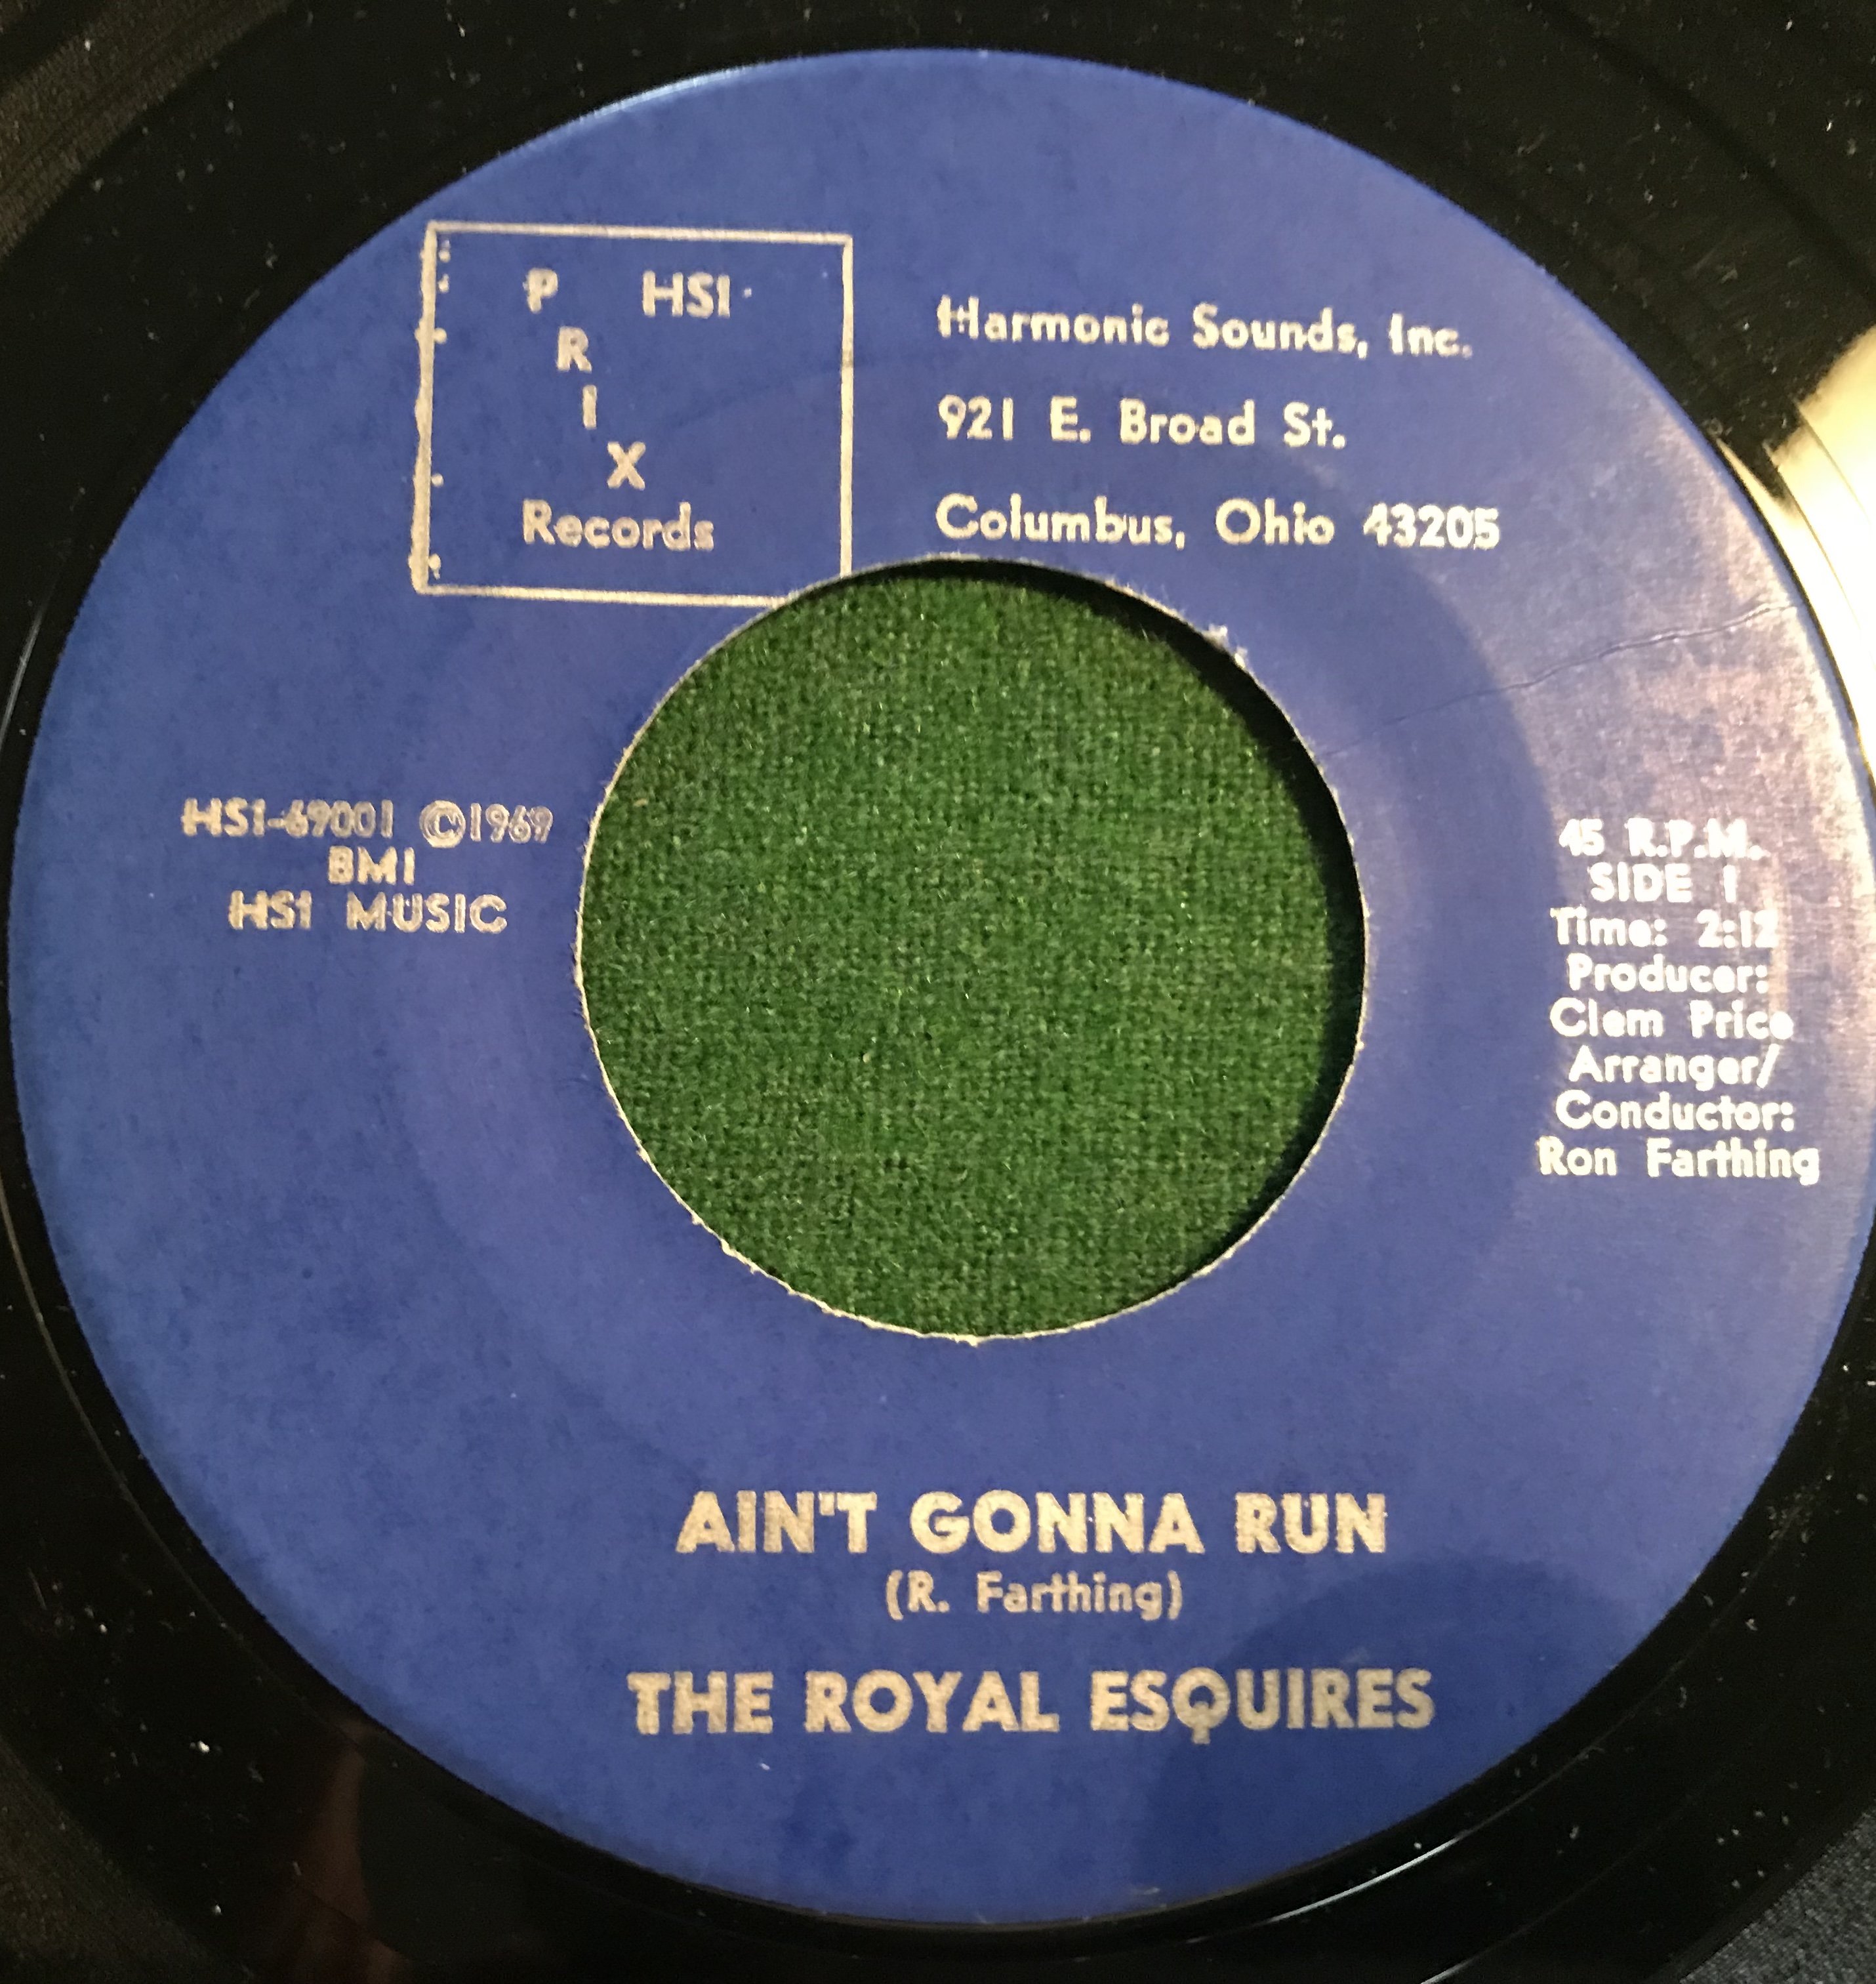 P HSI
R
I
X
Records
Harmonic Sounds, Inc.
921 E. Broad St.
Columbus, Ohio 43205
HSI-69001 ©1969
BMI
HSI MUSIC
45 R.P.M.
SIDE 1
Time: 2:12
Producer:
Clem Price
Arranger/
Conductor:
Ron Farthing
AIN'T GONNA RUN
(R. Farthing)
THE ROYAL ESQUIRES